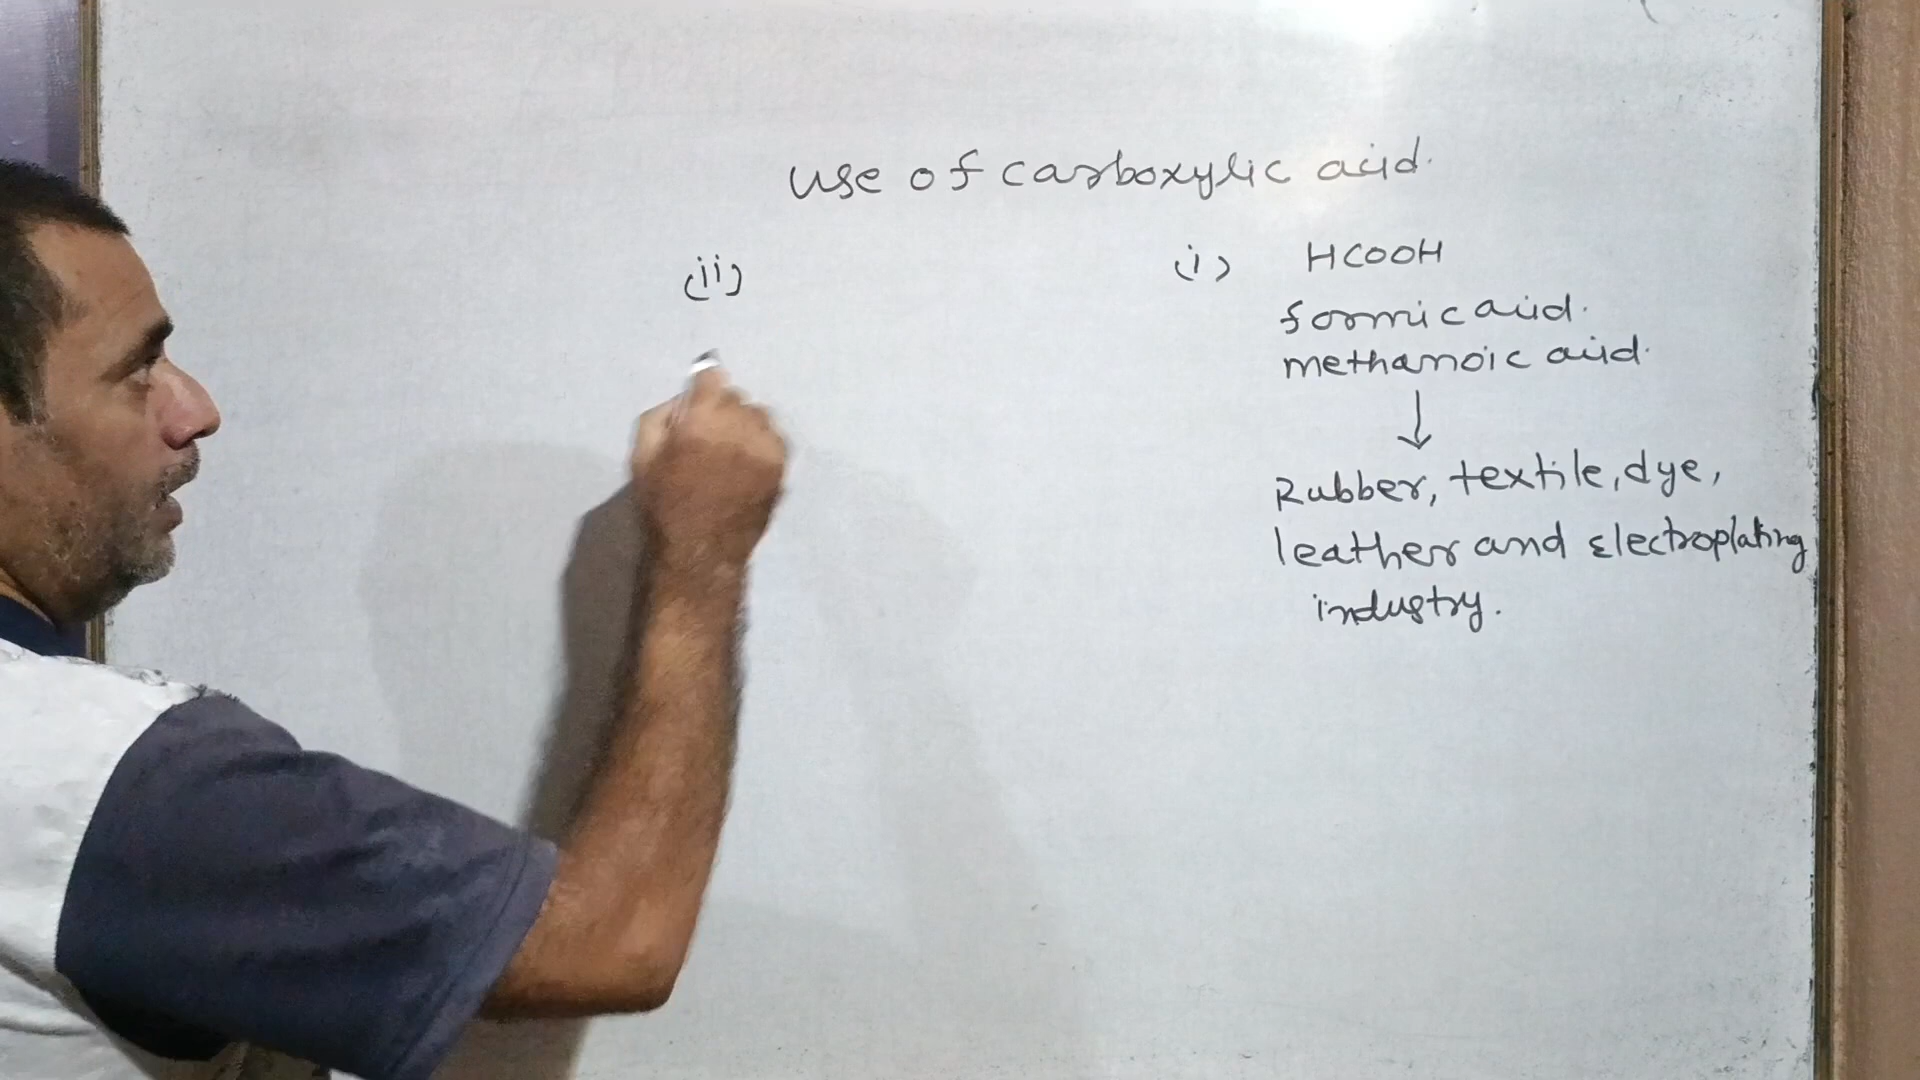 use of carboxylic acid.
(i) HCOOH
formic acid.
methanoic acid.
↓
Rubber, textile, dye,
leather and Electroplating
industry.
(ii)